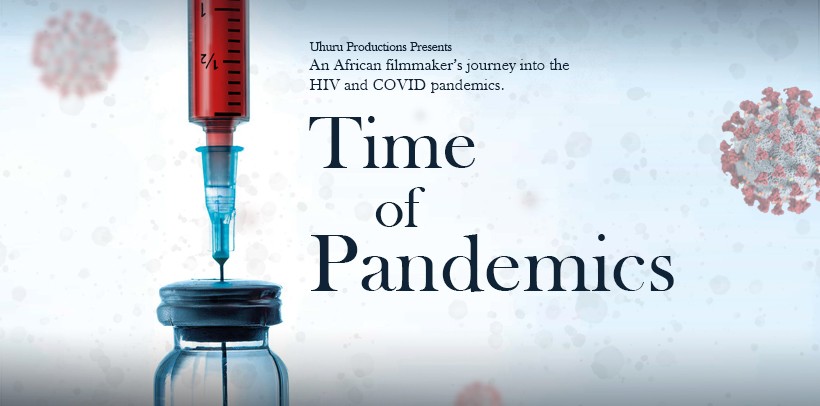 1
½
Uhuru Productions Presents
An African filmmaker's journey into the
HIV and COVID pandemics.
Time
of
Pandemics